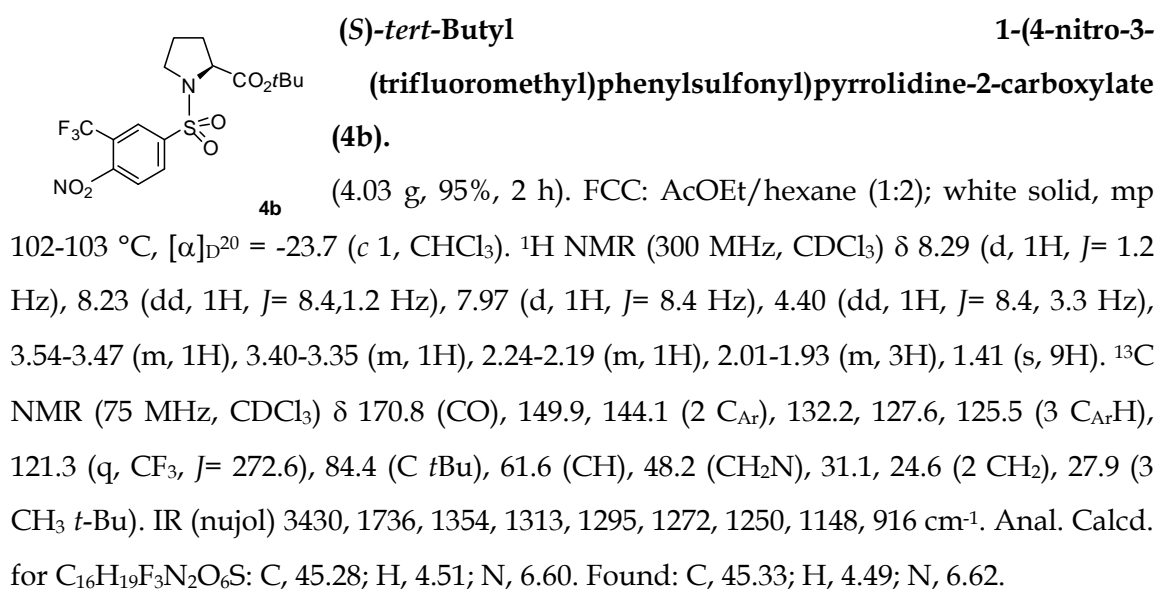 (S)-tert-Butyl 1-(4-nitro-3-
(trifluoromethyl)phenylsulfonyl)pyrrolidine-2-carboxylate
(4b).
N
CO₂tBu
F₃C
S
O
O
NO₂
4b
(4.03 g, 95%, 2 h). FCC: AcOEt/hexane (1:2); white solid, mp
102-103 °C, [α]D²⁰ = -23.7 (c 1, CHCl₃). ¹H NMR (300 MHz, CDCl₃) δ 8.29 (d, 1H, J= 1.2
Hz), 8.23 (dd, 1H, J= 8.4,1.2 Hz), 7.97 (d, 1H, J= 8.4 Hz), 4.40 (dd, 1H, J= 8.4, 3.3 Hz),
3.54-3.47 (m, 1H), 3.40-3.35 (m, 1H), 2.24-2.19 (m, 1H), 2.01-1.93 (m, 3H), 1.41 (s, 9H). ¹³C
NMR (75 MHz, CDCl₃) δ 170.8 (CO), 149.9, 144.1 (2 CAr), 132.2, 127.6, 125.5 (3 CArH),
121.3 (q, CF₃, J= 272.6), 84.4 (C tBu), 61.6 (CH), 48.2 (CH₂N), 31.1, 24.6 (2 CH₂), 27.9 (3
CH₃ t-Bu). IR (nujol) 3430, 1736, 1354, 1313, 1295, 1272, 1250, 1148, 916 cm⁻¹. Anal. Calcd.
for C₁₆H₁₉F₃N₂O₆S: C, 45.28; H, 4.51; N, 6.60. Found: C, 45.33; H, 4.49; N, 6.62.